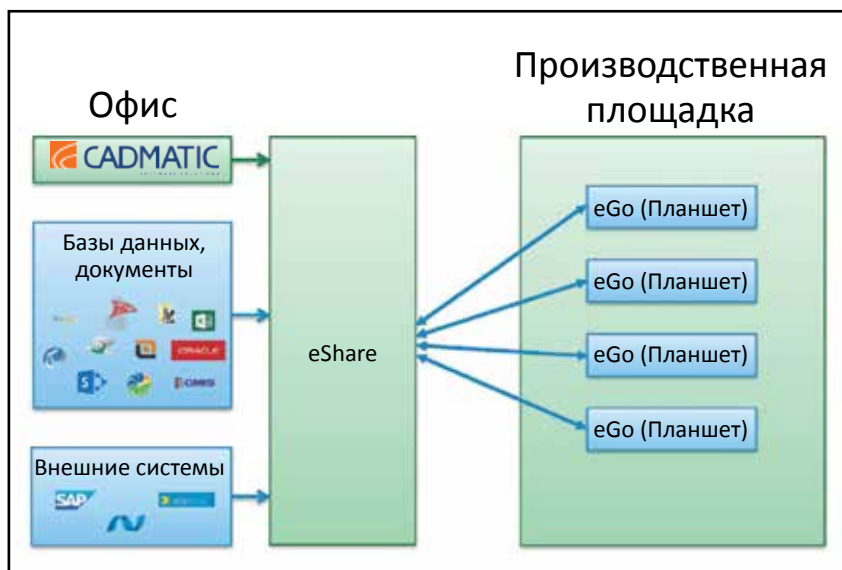 Офис
Производственная
площадка
CADMATIC
eGo (Планшет)
Базы данных,
документы
eGo (Планшет)
ORACLE
eShare
eGo (Планшет)
CMIS
eGo (Планшет)
Внешние системы
SAP